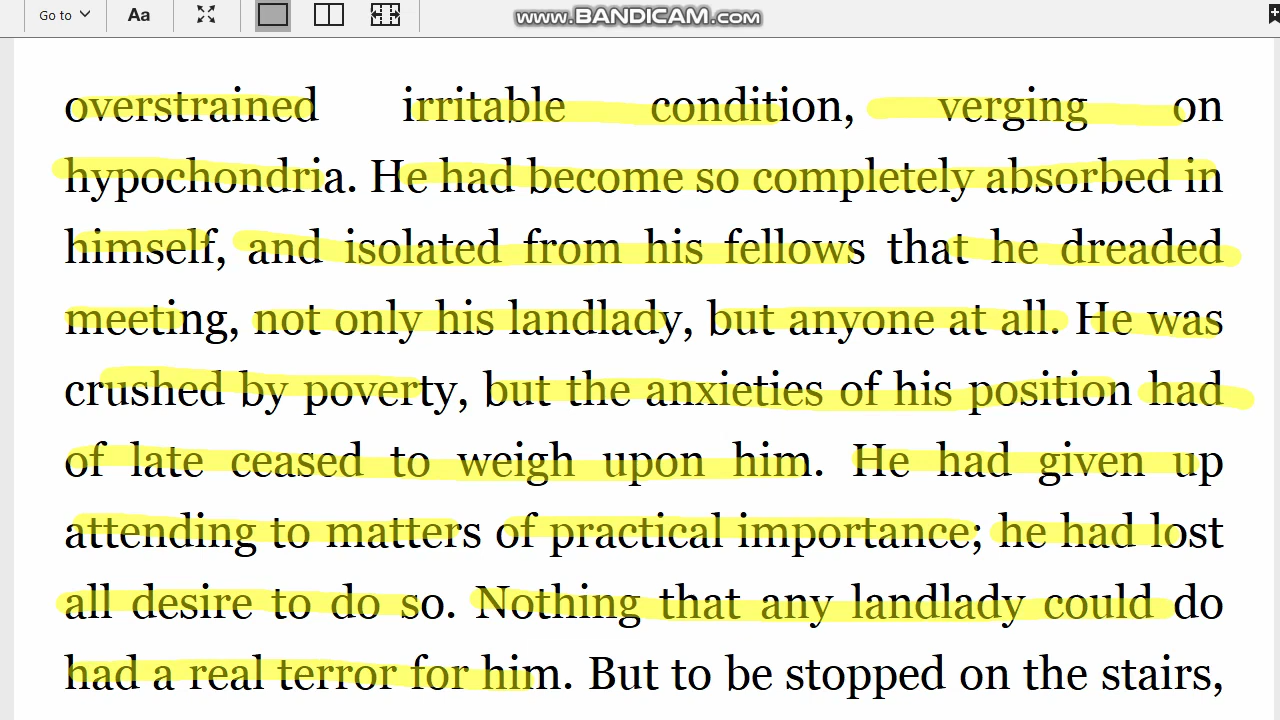 Go to Aa www.BANDICAM.com
overstrained irritable condition, verging on
hypochondria. He had become so completely absorbed in
himself, and isolated from his fellows that he dreaded
meeting, not only his landlady, but anyone at all. He was
crushed by poverty, but the anxieties of his position had
of late ceased to weigh upon him. He had given up
attending to matters of practical importance; he had lost
all desire to do so. Nothing that any landlady could do
had a real terror for him. But to be stopped on the stairs,